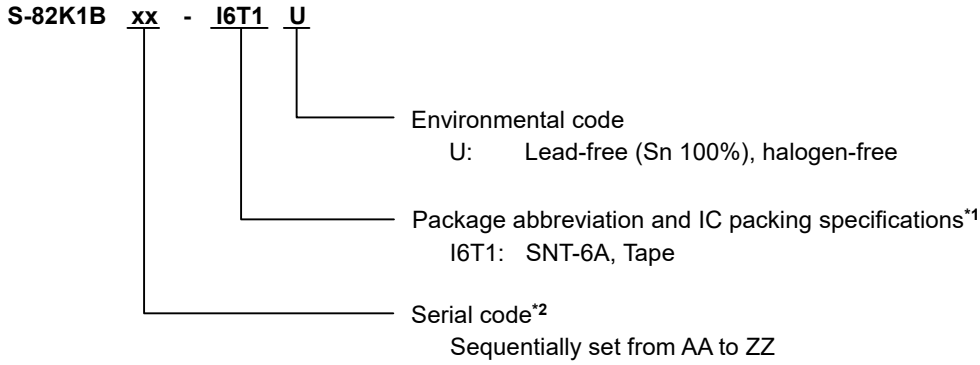 S-82K1B xx - I6T1 U
Environmental code
U: Lead-free (Sn 100%), halogen-free
Package abbreviation and IC packing specifications*1
I6T1: SNT-6A, Tape
Serial code*2
Sequentially set from AA to ZZ